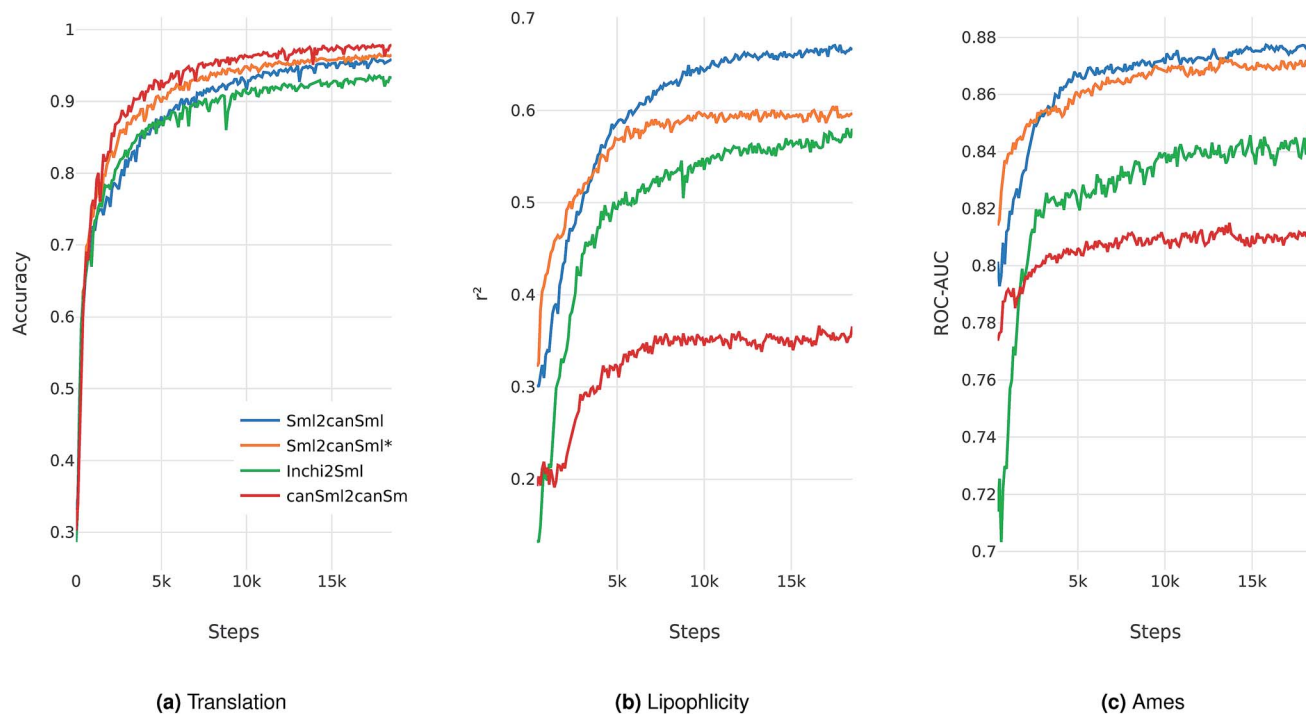 1
0.9
0.8
0.7
0.6
0.5
0.4
0.3
Accuracy
Sml2canSml
Sml2canSml*
Inchi2Sml
canSml2canSm
0 5k 10k 15k
Steps
(a) Translation
0.7
0.6
0.5
0.4
0.3
0.2
r²
5k 10k 15k
Steps
(b) Lipophlicity
0.88
0.86
0.84
0.82
0.8
0.78
0.76
0.74
0.72
0.7
ROC-AUC
5k 10k 15k
Steps
(c) Ames